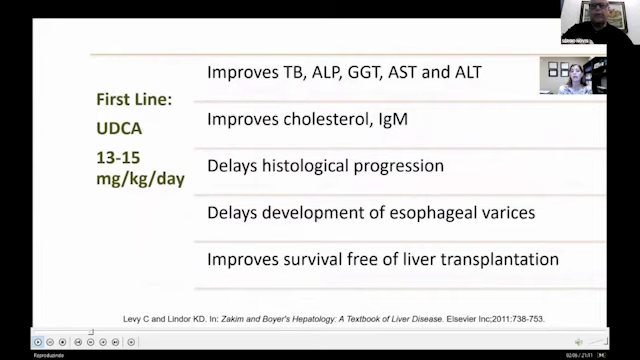 First Line:
UDCA
13-15
mg/kg/day
Improves TB, ALP, GGT, AST and ALT
Improves cholesterol, IgM
Delays histological progression
Delays development of esophageal varices
Improves survival free of liver transplantation
Levy C and Lindor KD. In: Zakim and Boyer's Hepatology: A Textbook of Liver Disease. Elsevier Inc;2011:738-753.
Reproduzindo